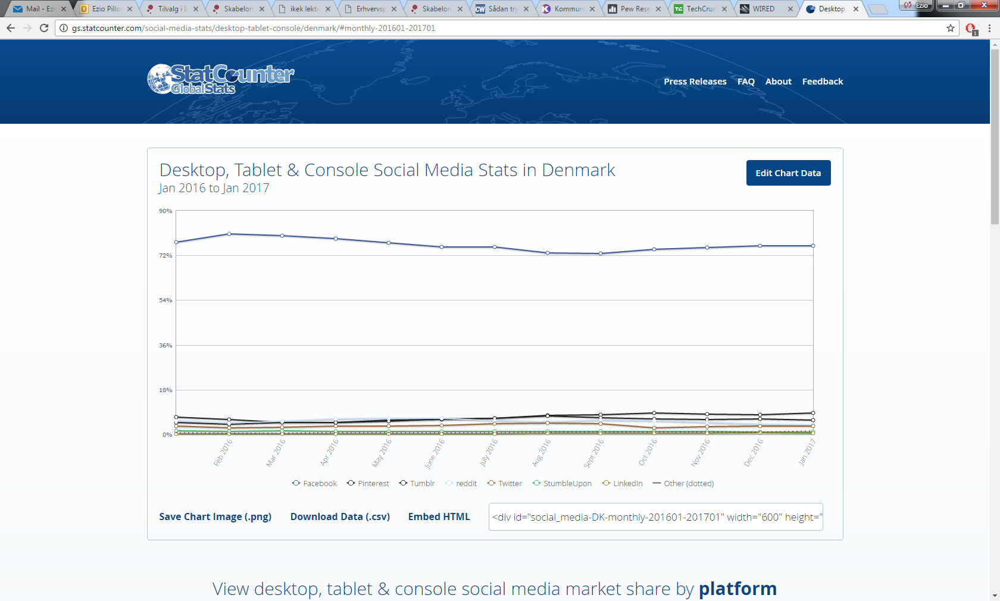 Mail - Ezi
Ezio Pillo
Tilvalg i I
Skabelon
ikek lektio
Erhvervsp
Skabelon
CW Sådan try
K Kommun
Pew Rese
TC TechCrun
WIRED
Desktop,
Ezio
gs.statcounter.com/social-media-stats/desktop-tablet-console/denmark/#monthly-201601-201701
1
StatCounter
GlobalStats
Press Releases
FAQ
About
Feedback
Desktop, Tablet & Console Social Media Stats in Denmark
Jan 2016 to Jan 2017
Edit Chart Data
90%
72%
54%
36%
18%
0%
Feb 2016
Mar 2016
Apr 2016
May 2016
June 2016
July 2016
Aug 2016
Sept 2016
Oct 2016
Nov 2016
Dec 2016
Jan 2017
Facebook
Pinterest
Tumblr
reddit
Twitter
StumbleUpon
LinkedIn
Other (dotted)
Save Chart Image (.png)
Download Data (.csv)
Embed HTML
<div id="social_media-DK-monthly-201601-201701" width="600" height="
View desktop, tablet & console social media market share by platform